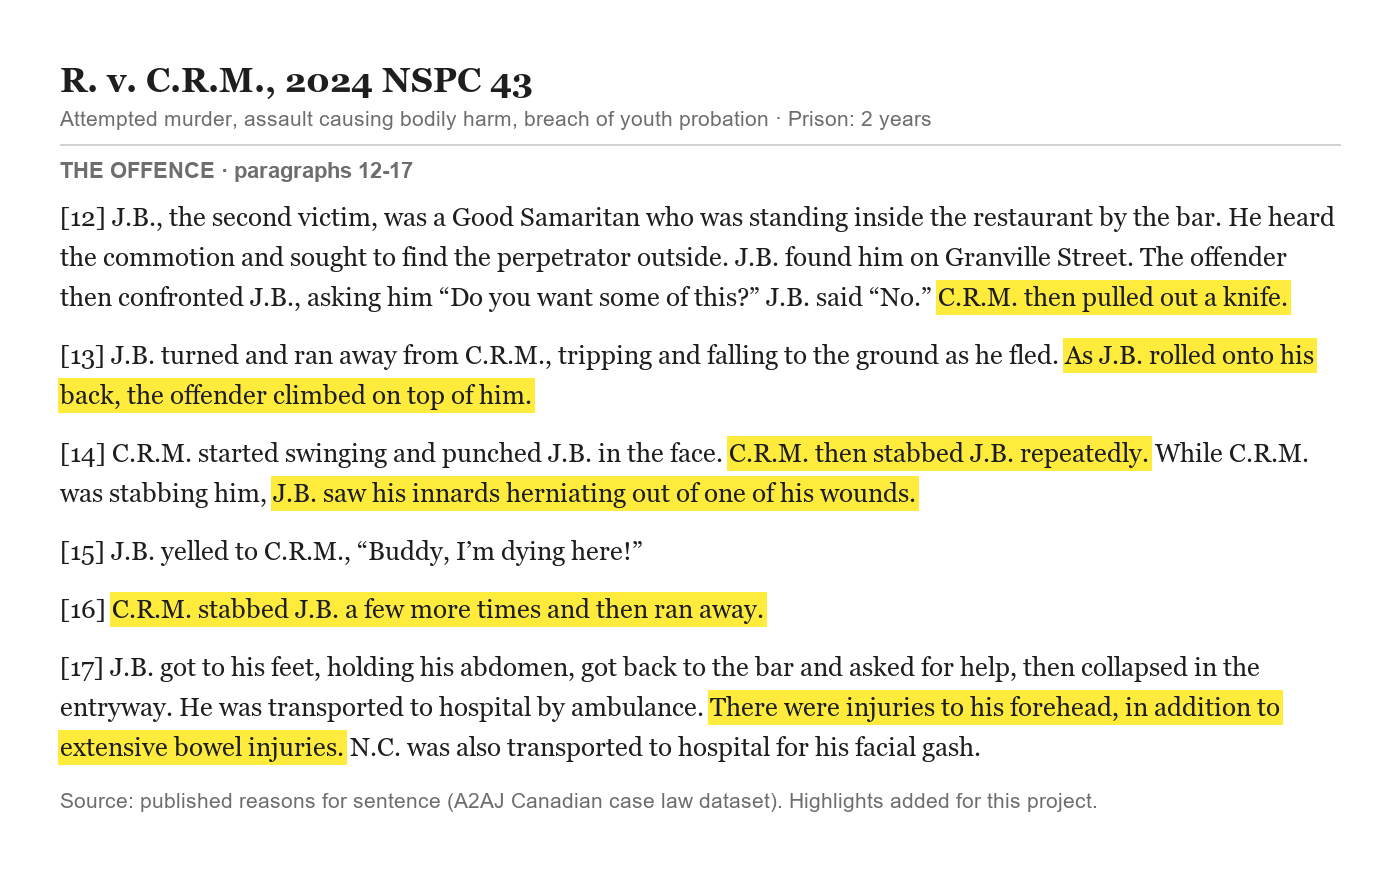 R. v. C.R.M., 2024 NSPC 43
Attempted murder, assault causing bodily harm, breach of youth probation · Prison: 2 years
THE OFFENCE · paragraphs 12-17
[12] J.B., the second victim, was a Good Samaritan who was standing inside the restaurant by the bar. He heard
the commotion and sought to find the perpetrator outside. J.B. found him on Granville Street. The offender
then confronted J.B., asking him “Do you want some of this?” J.B. said “No.” C.R.M. then pulled out a knife.
[13] J.B. turned and ran away from C.R.M., tripping and falling to the ground as he fled. As J.B. rolled onto his
back, the offender climbed on top of him.
[14] C.R.M. started swinging and punched J.B. in the face. C.R.M. then stabbed J.B. repeatedly. While C.R.M.
was stabbing him, J.B. saw his innards herniating out of one of his wounds.
[15] J.B. yelled to C.R.M., “Buddy, I’m dying here!”
[16] C.R.M. stabbed J.B. a few more times and then ran away.
[17] J.B. got to his feet, holding his abdomen, got back to the bar and asked for help, then collapsed in the
entryway. He was transported to hospital by ambulance. There were injuries to his forehead, in addition to
extensive bowel injuries. N.C. was also transported to hospital for his facial gash.
Source: published reasons for sentence (A2AJ Canadian case law dataset). Highlights added for this project.